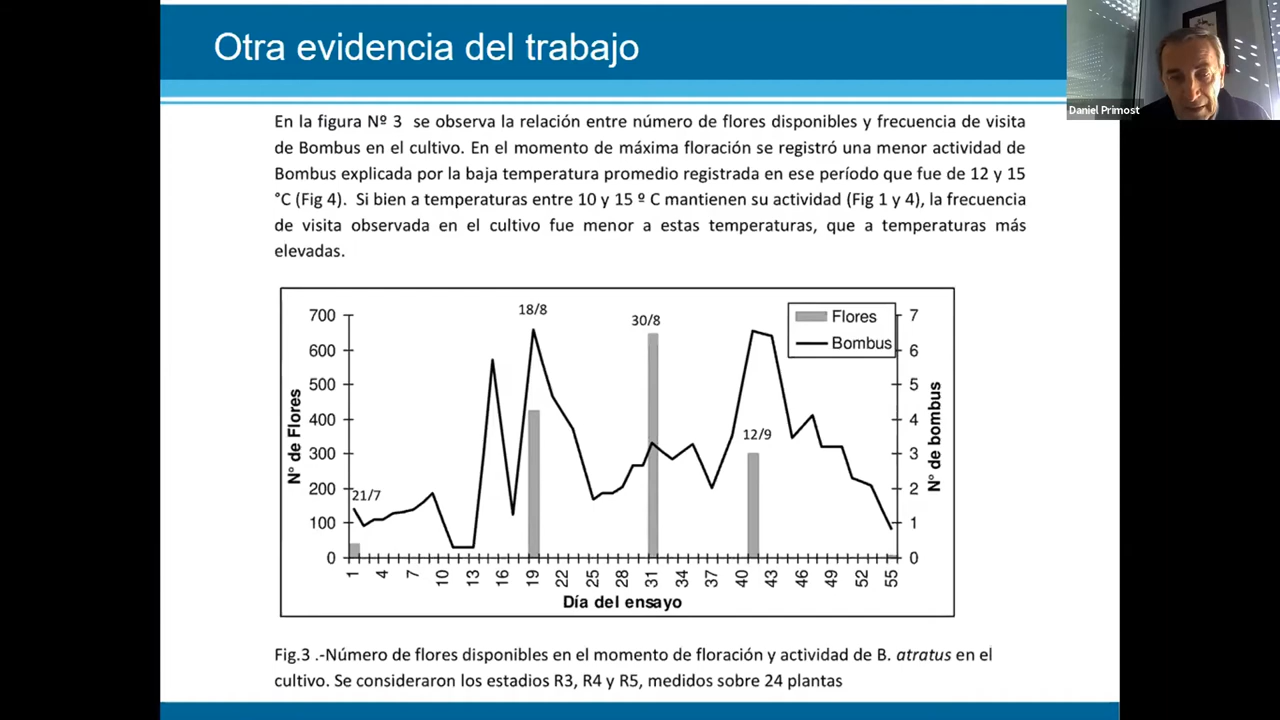 Otra evidencia del trabajo
Daniel Primost
En la figura Nº 3 se observa la relación entre número de flores disponibles y frecuencia de visita
de Bombus en el cultivo. En el momento de máxima floración se registró una menor actividad de
Bombus explicada por la baja temperatura promedio registrada en ese período que fue de 12 y 15
°C (Fig 4). Si bien a temperaturas entre 10 y 15 º C mantienen su actividad (Fig 1 y 4), la frecuencia
de visita observada en el cultivo fue menor a estas temperaturas, que a temperaturas más
elevadas.
700
600
500
400
300
200
100
0
N° de Flores
21/7
18/8
30/8
12/9
Flores
Bombus
7
6
5
4
3
2
1
0
N° de bombus
1 4 7 10 13 16 19 22 25 28 31 34 37 40 43 46 49 52 55
Día del ensayo
Fig.3 .-Número de flores disponibles en el momento de floración y actividad de B. atratus en el
cultivo. Se consideraron los estadios R3, R4 y R5, medidos sobre 24 plantas